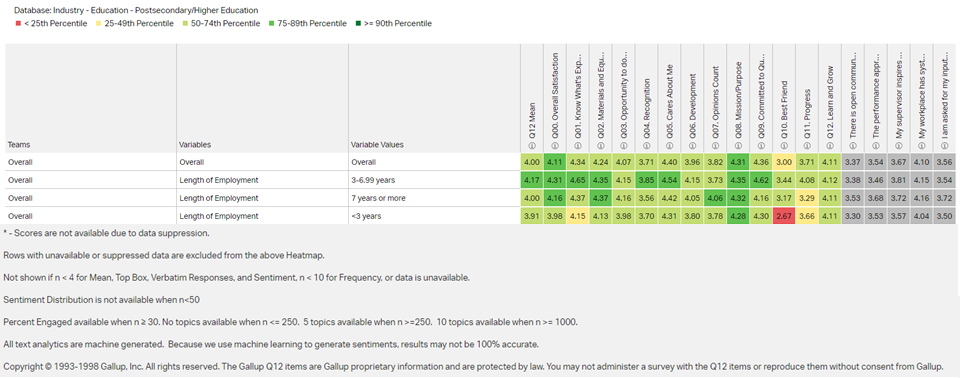 Database: Industry - Education - Postsecondary/Higher Education
< 25th Percentile 25-49th Percentile 50-74th Percentile 75-89th Percentile >= 90th Percentile
Teams Variables Variable Values Q12 Mean Q00. Overall Satisfaction Q01. Know What's Exp... Q02. Materials and Equ... Q03. Opportunity to do... Q04. Recognition Q05. Cares About Me Q06. Development Q07. Opinions Count Q08. Mission/Purpose Q09. Committed to Qu... Q10. Best Friend Q11. Progress Q12. Learn and Grow There is open commun... The performance appr... My supervisor inspires ... My workplace has syst... I am asked for my input...
Overall Overall Overall 4.00 4.11 4.34 4.24 4.07 3.71 4.40 3.96 3.82 4.31 4.36 3.00 3.71 4.11 3.37 3.54 3.67 4.10 3.56
Overall Length of Employment 3-6.99 years 4.17 4.31 4.65 4.35 4.15 3.85 4.54 4.15 3.73 4.35 4.62 3.44 4.08 4.12 3.38 3.46 3.81 4.15 3.54
Overall Length of Employment 7 years or more 4.00 4.16 4.37 4.37 4.16 3.56 4.42 4.05 4.06 4.32 4.16 3.17 3.29 4.11 3.53 3.68 3.72 4.16 3.72
Overall Length of Employment <3 years 3.91 3.98 4.15 4.13 3.98 3.70 4.31 3.80 3.78 4.28 4.30 2.67 3.66 4.11 3.30 3.53 3.57 4.04 3.50
* - Scores are not available due to data suppression.
Rows with unavailable or suppressed data are excluded from the above Heatmap.
Not shown if n < 4 for Mean, Top Box, Verbatim Responses, and Sentiment, n < 10 for Frequency, or data is unavailable.
Sentiment Distribution is not available when n<50
Percent Engaged available when n ≥ 30. No topics available when n <= 250. 5 topics available when n >=250. 10 topics available when n >= 1000.
All text analytics are machine generated. Because we use machine learning to generate sentiments, results may not be 100% accurate.
Copyright © 1993-1998 Gallup, Inc. All rights reserved. The Gallup Q12 items are Gallup proprietary information and are protected by law. You may not administer a survey with the Q12 items or reproduce them without consent from Gallup.